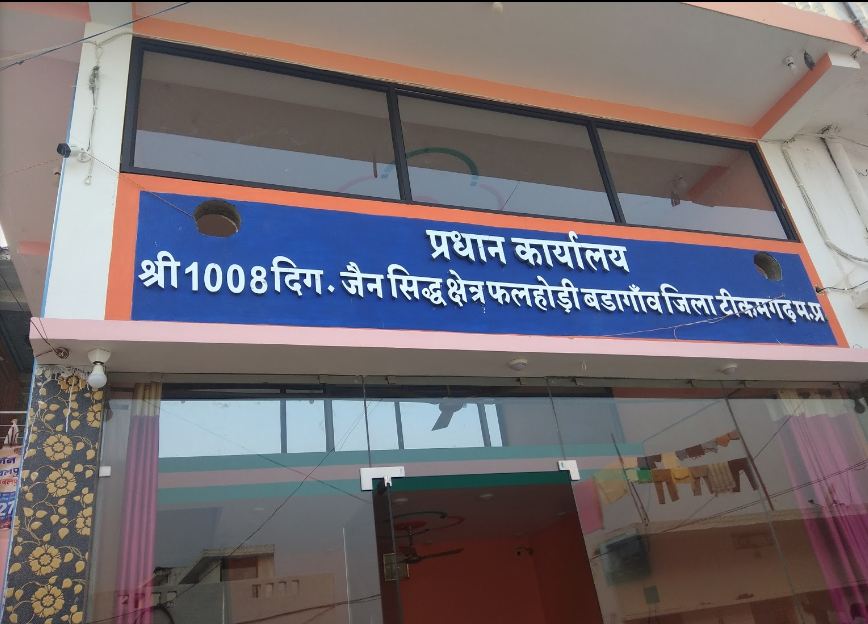 प्रधान कार्यालय
श्री 1008 दिग. जैन सिद्ध क्षेत्र फलहोड़ी बडागाँव जिला टीकमगढ़ म.प्र